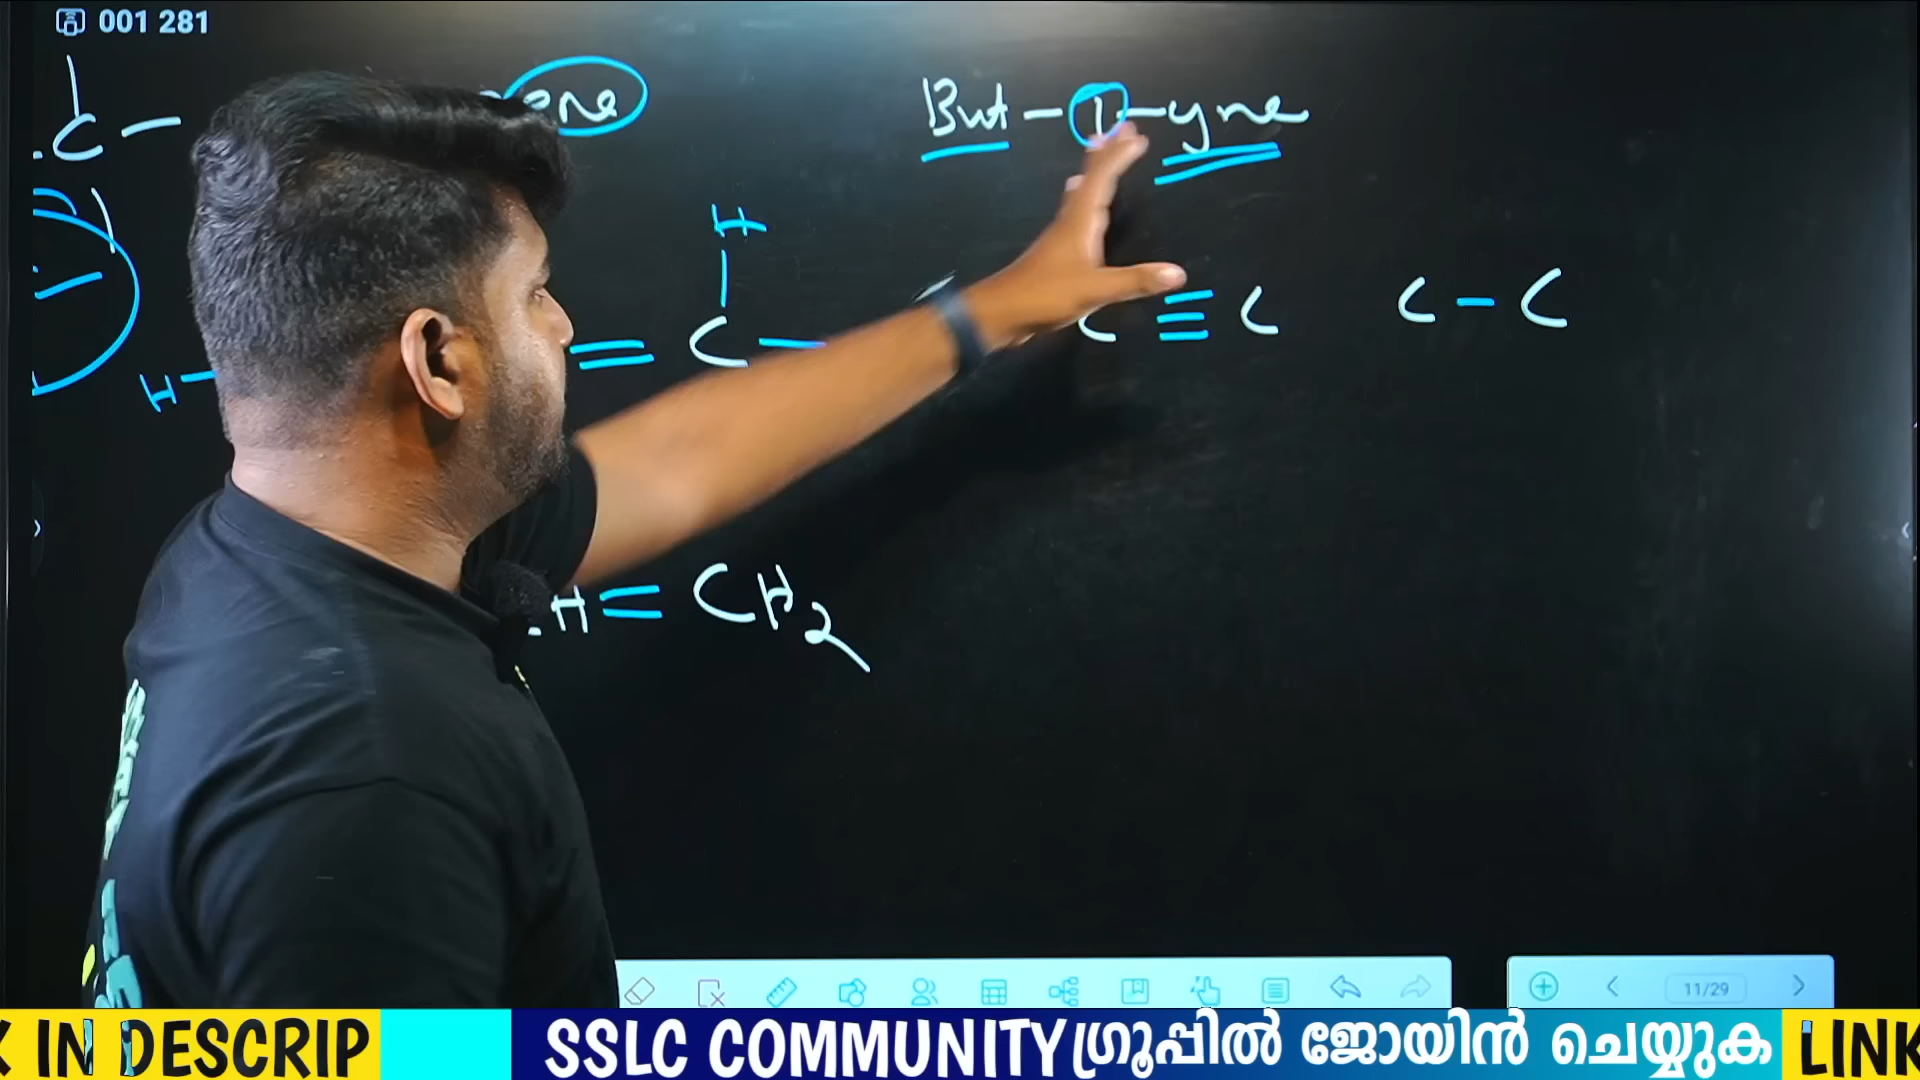 001 281
ene
But-1-yne
C-
H
=C-
C≡C C-C
H-
H=CH2
11/29
K IN DESCRIP SSLC COMMUNITY ഗ്രൂപ്പിൽ ജോയിൻ ചെയ്യുക LINK